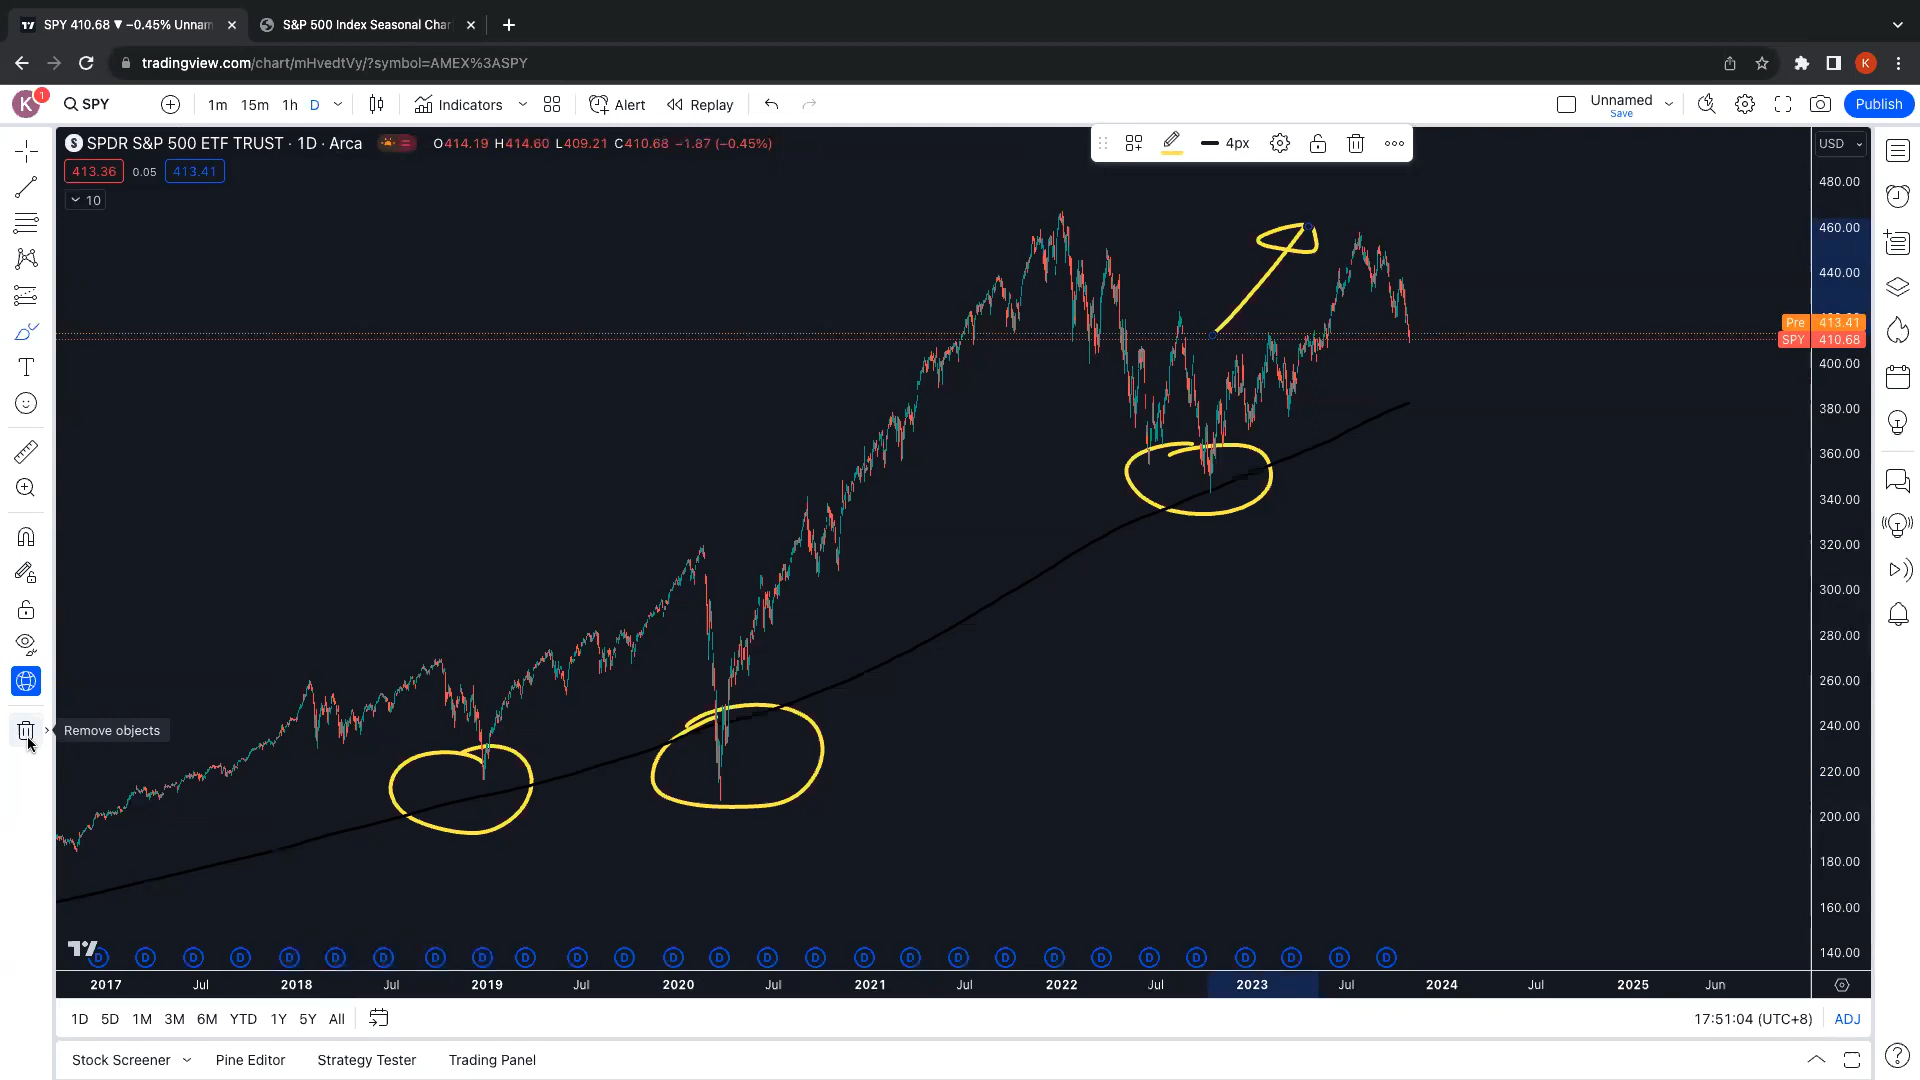 SPY 410.68 ▼ −0.45% Unnam
S&P 500 Index Seasonal Char
tradingview.com/chart/mHvedtVy/?symbol=AMEX%3ASPY
K
K 1 SPY 1m 15m 1h D Indicators Alert Replay Unnamed Save Publish
S SPDR S&P 500 ETF TRUST · 1D · Arca O414.19 H414.60 L409.21 C410.68 −1.87 (−0.45%)
4px
USD
413.36 0.05 413.41
10
480.00
460.00
440.00
Pre 413.41
SPY 410.68
400.00
380.00
360.00
340.00
320.00
300.00
280.00
260.00
240.00
Remove objects
220.00
200.00
180.00
160.00
140.00
D D D D D D D D D D D D D D D D D D D D D D D D D D D D
2017 Jul 2018 Jul 2019 Jul 2020 Jul 2021 Jul 2022 Jul 2023 Jul 2024 Jul 2025 Jun
1D 5D 1M 3M 6M YTD 1Y 5Y All 17:51:04 (UTC+8) ADJ
Stock Screener Pine Editor Strategy Tester Trading Panel